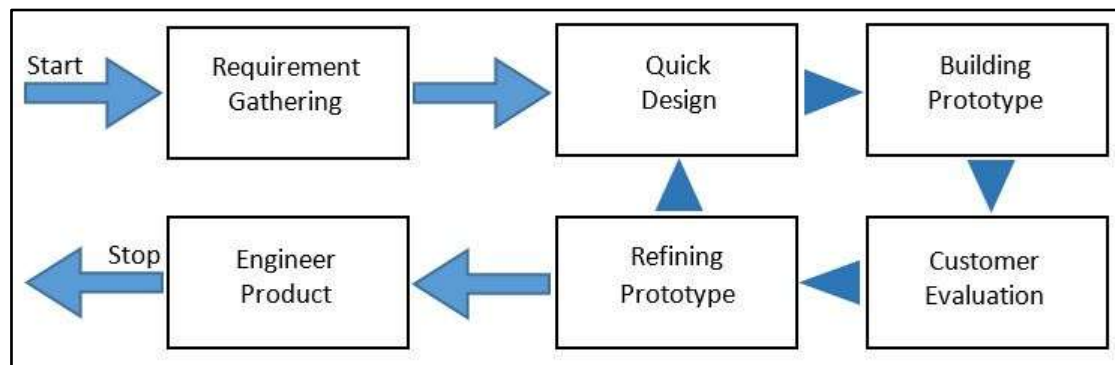 Start
Requirement
Gathering
Quick
Design
Building
Prototype
Stop
Engineer
Product
Refining
Prototype
Customer
Evaluation